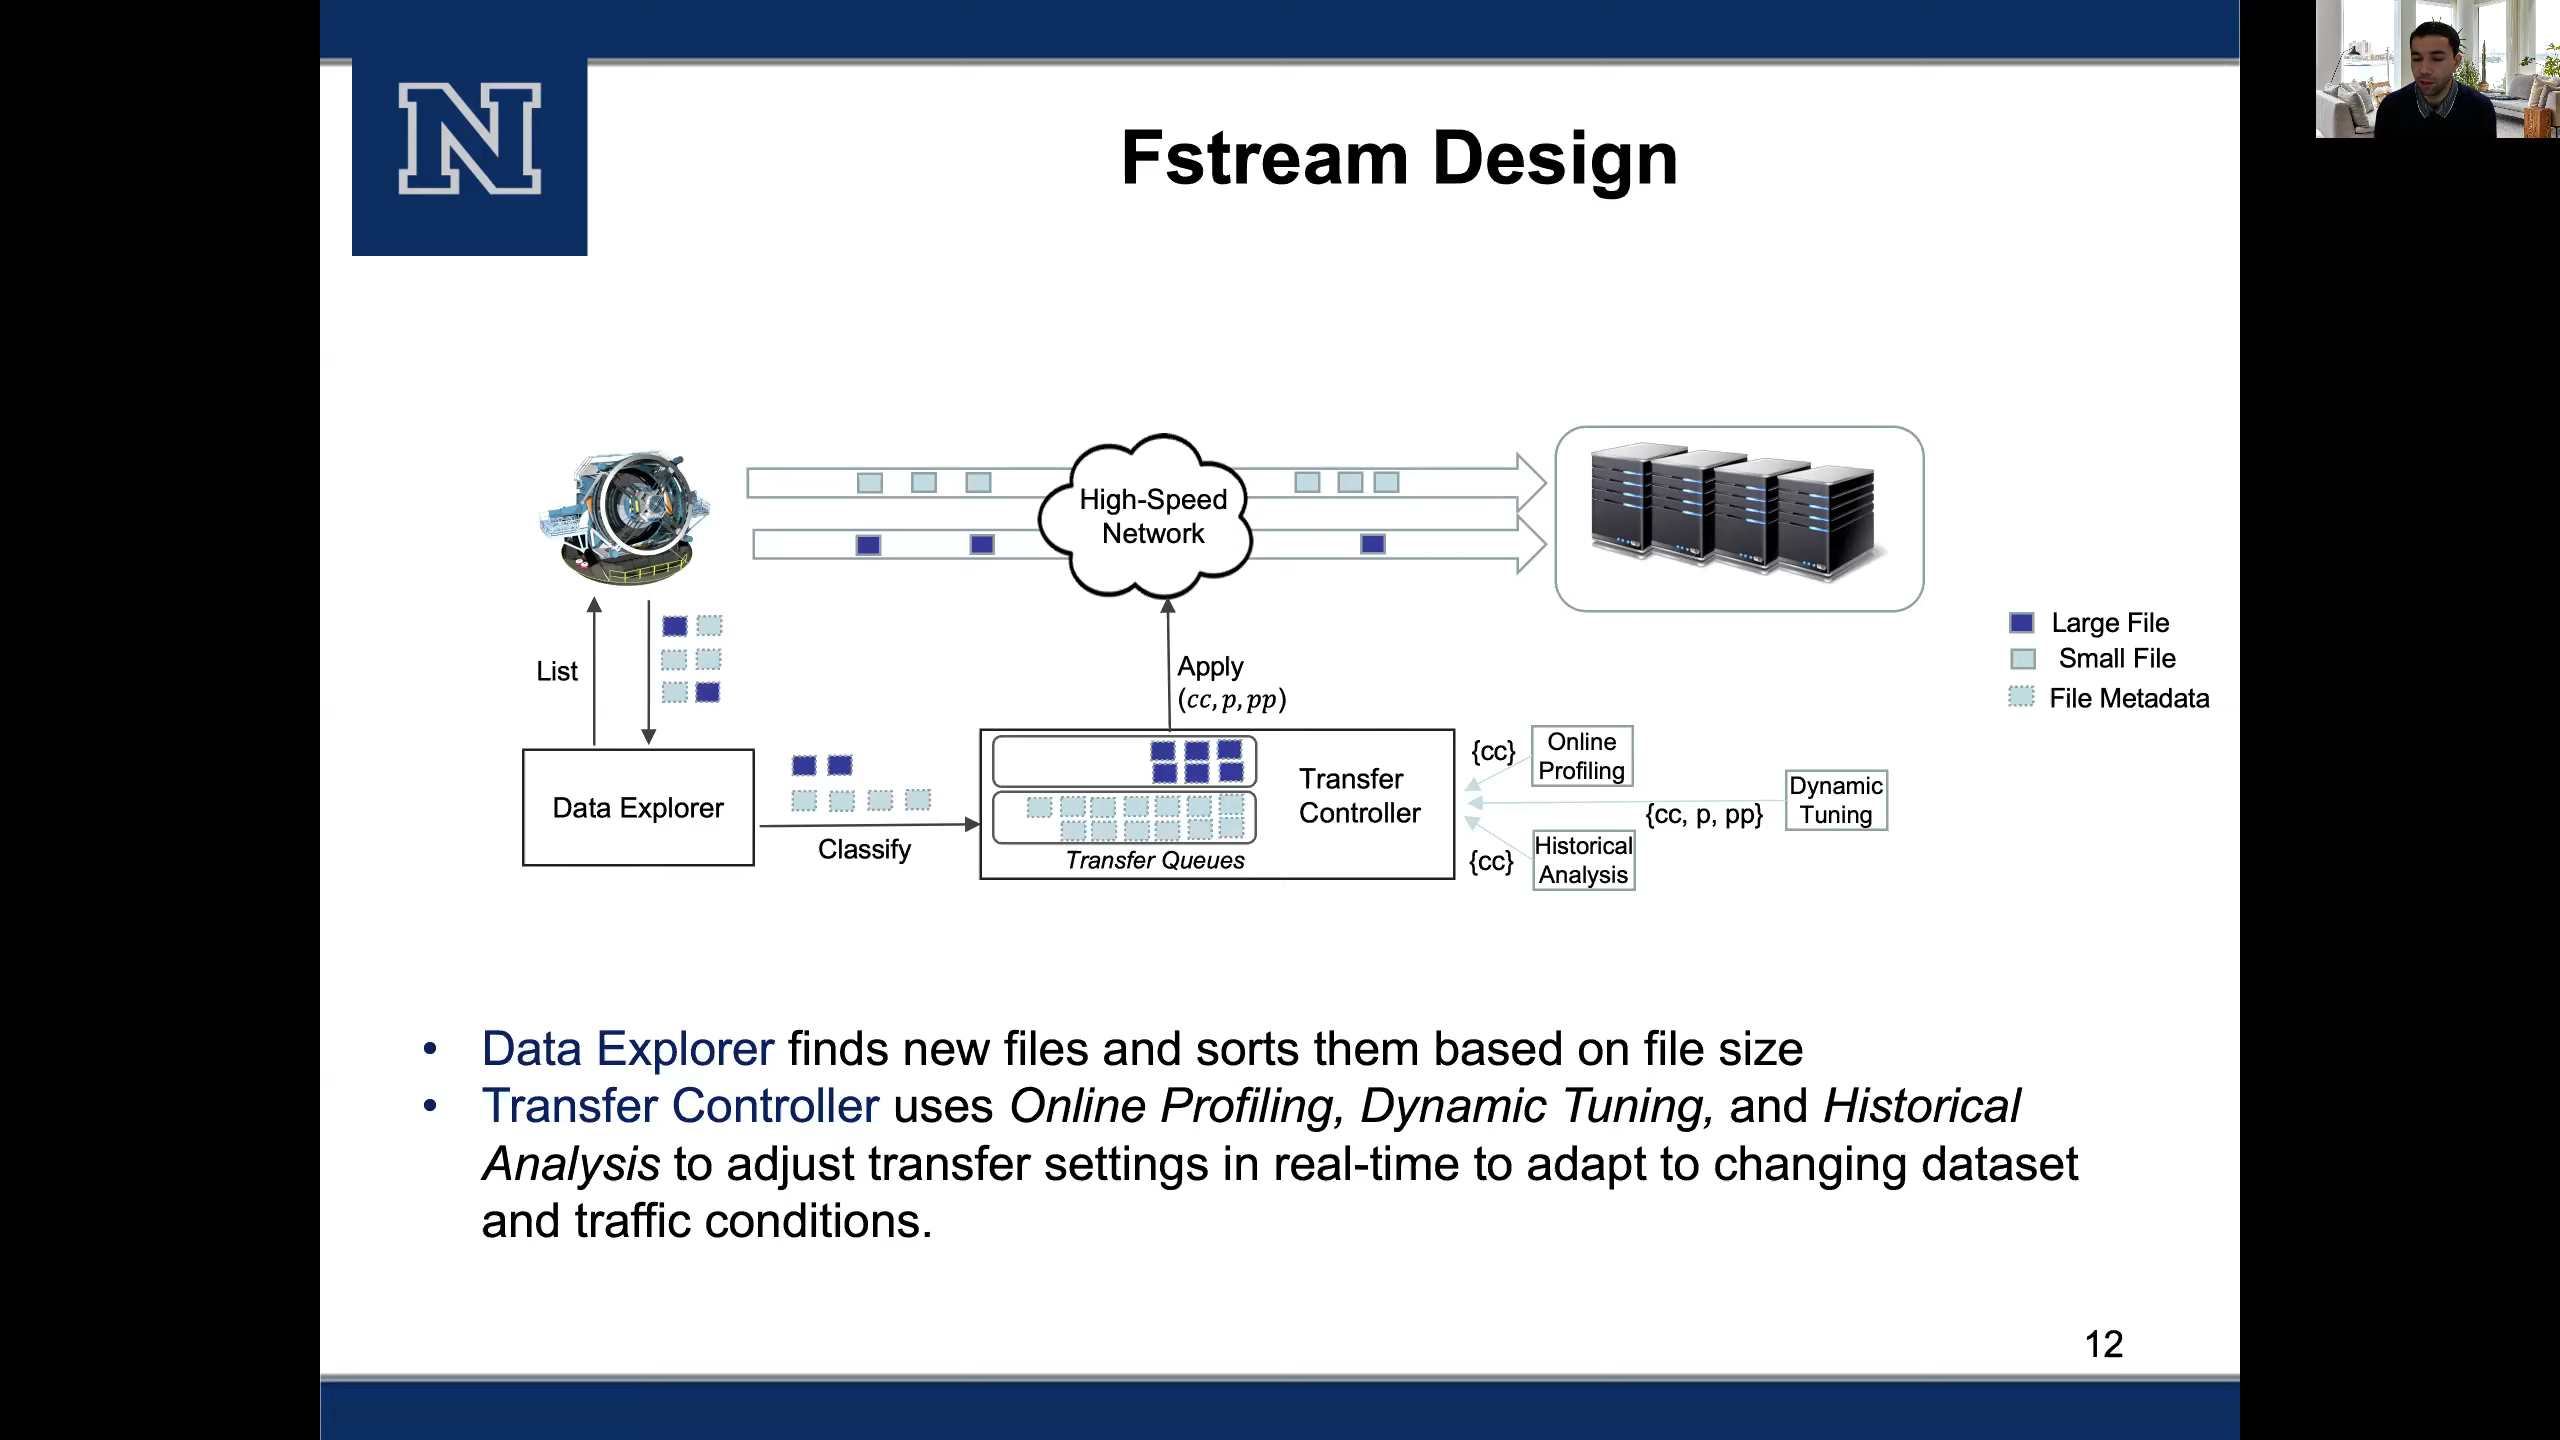 N
Fstream Design
High-Speed
Network
Large File
Small File
File Metadata
List
Apply
(cc, p, pp)
Data Explorer
Classify
Transfer
Controller
Transfer Queues
{cc}
Online
Profiling
{cc, p, pp}
Dynamic
Tuning
{cc}
Historical
Analysis
• Data Explorer finds new files and sorts them based on file size
• Transfer Controller uses Online Profiling, Dynamic Tuning, and Historical
Analysis to adjust transfer settings in real-time to adapt to changing dataset
and traffic conditions.
12